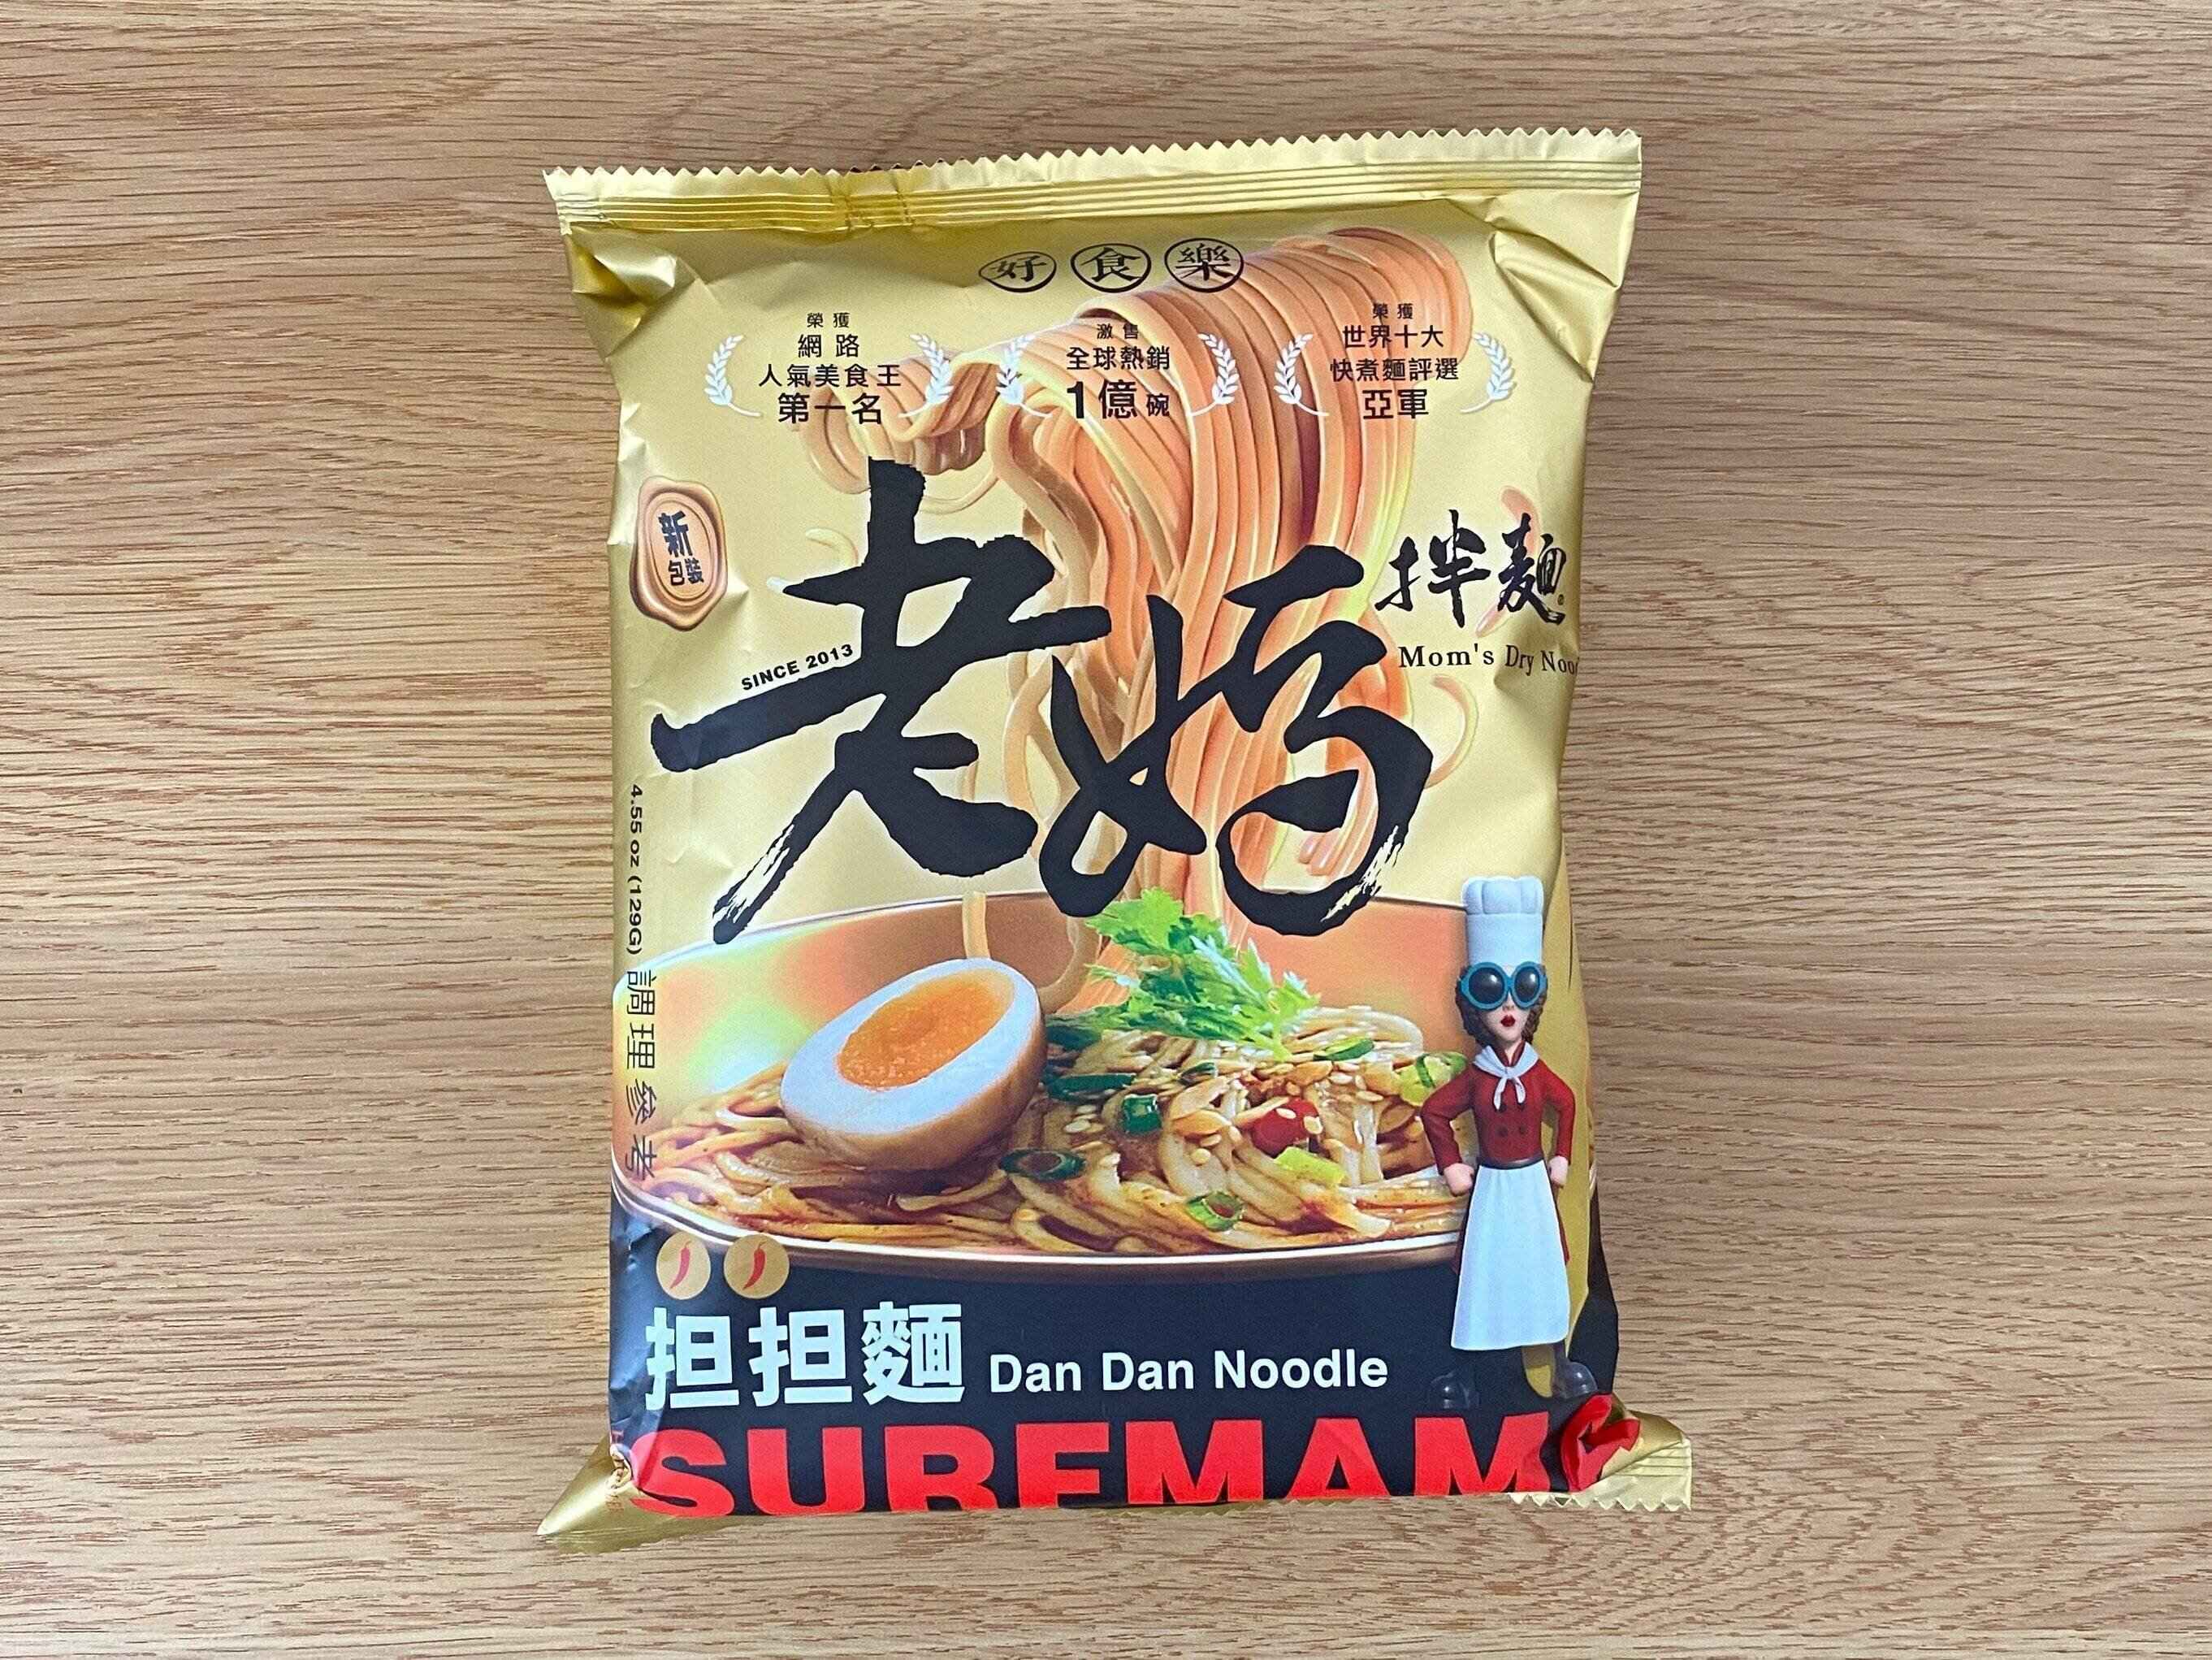 好食樂
榮獲
網路
人氣美食王
第一名
激售
全球熱銷
1億碗
榮獲
世界十大
快煮麵評選
亞軍
新
包裝
老媽
拌麵
Mom's Dry
SINCE 2013
4.55 oz (129G) 調理參考
担担麵 Dan Dan Noodle